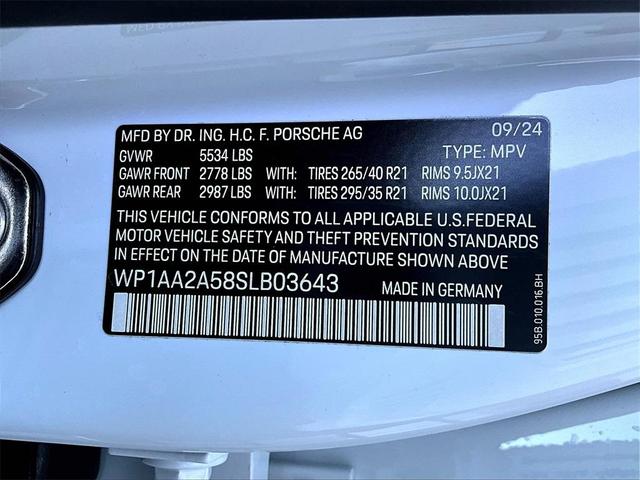 MFD BY DR. ING. H.C. F. PORSCHE AG 09/24
GVWR 5534 LBS TYPE: MPV
GAWR FRONT 2778 LBS WITH: TIRES 265/40 R21 RIMS 9.5JX21
GAWR REAR 2987 LBS WITH: TIRES 295/35 R21 RIMS 10.0JX21
THIS VEHICLE CONFORMS TO ALL APPLICABLE U.S.FEDERAL
MOTOR VEHICLE SAFETY AND THEFT PREVENTION STANDARDS
IN EFFECT ON THE DATE OF MANUFACTURE SHOWN ABOVE
WP1AA2A58SLB03643 MADE IN GERMANY
95B.010.016.BH